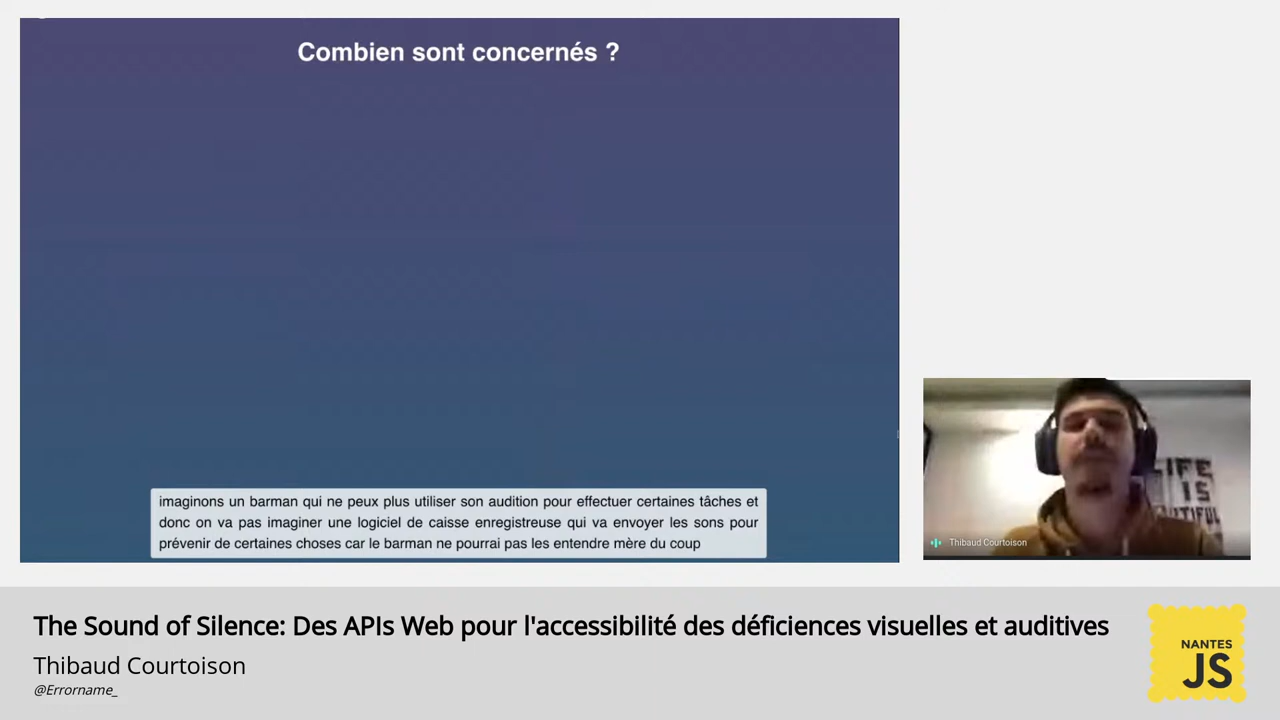 Combien sont concernés ?
imaginons un barman qui ne peux plus utiliser son audition pour effectuer certaines tâches et
donc on va pas imaginer une logiciel de caisse enregistreuse qui va envoyer les sons pour
prévenir de certaines choses car le barman ne pourrai pas les entendre mère du coup
LIFE
IS
BEAUTIFUL
Thibaud Courtoison
The Sound of Silence: Des APIs Web pour l'accessibilité des déficiences visuelles et auditives
Thibaud Courtoison
@Errorname_
NANTES
JS